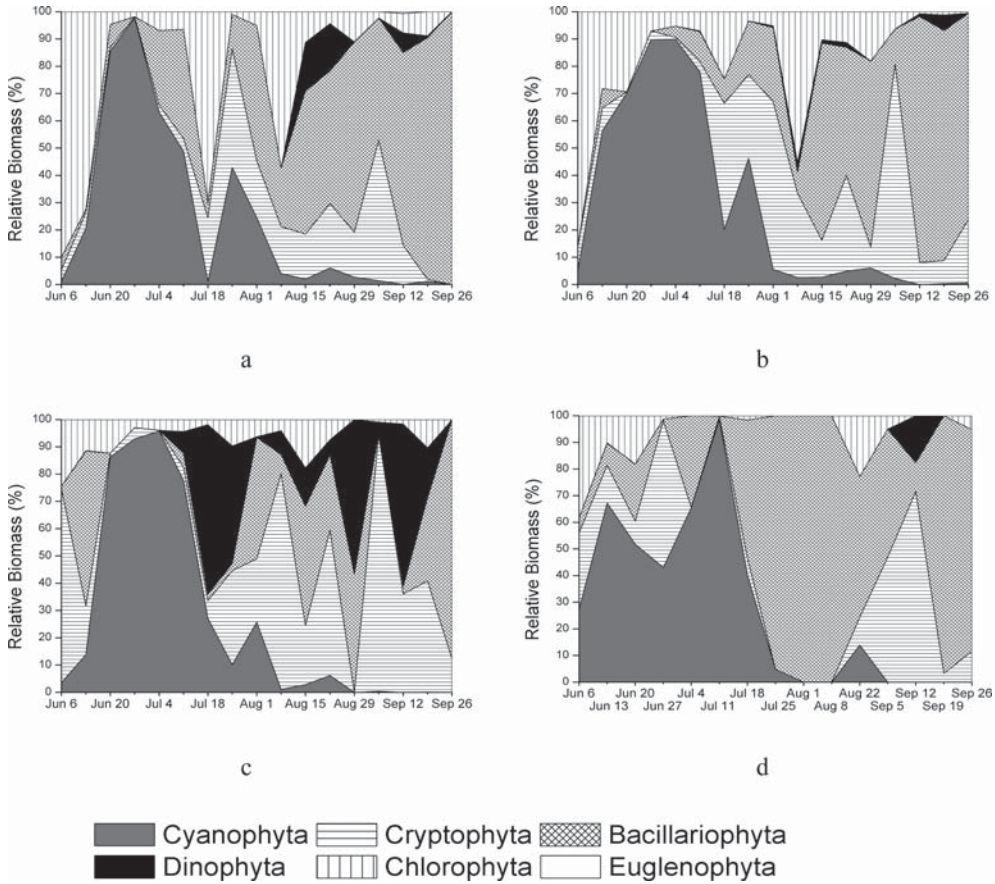 Relative Biomass (%)
100
90
80
70
60
50
40
30
20
10
0
Jun 6 Jun 20 Jul 4 Jul 18 Aug 1 Aug 15 Aug 29 Sep 12 Sep 26
a
Relative Biomass (%)
100
90
80
70
60
50
40
30
20
10
0
Jun 6 Jun 20 Jul 4 Jul 18 Aug 1 Aug 15 Aug 29 Sep 12 Sep 26
b
Relative Biomass (%)
100
90
80
70
60
50
40
30
20
10
0
Jun 6 Jun 20 Jul 4 Jul 18 Aug 1 Aug 15 Aug 29 Sep 12 Sep 26
c
Relative Biomass (%)
100
90
80
70
60
50
40
30
20
10
0
Jun 6 Jun 20 Jul 4 Jul 18 Aug 1 Aug 22 Sep 12 Sep 26
Jun 13 Jun 27 Jul 11 Jul 25 Aug 8 Sep 5 Sep 19
d
Cyanophyta Cryptophyta Bacillariophyta
Dinophyta Chlorophyta Euglenophyta